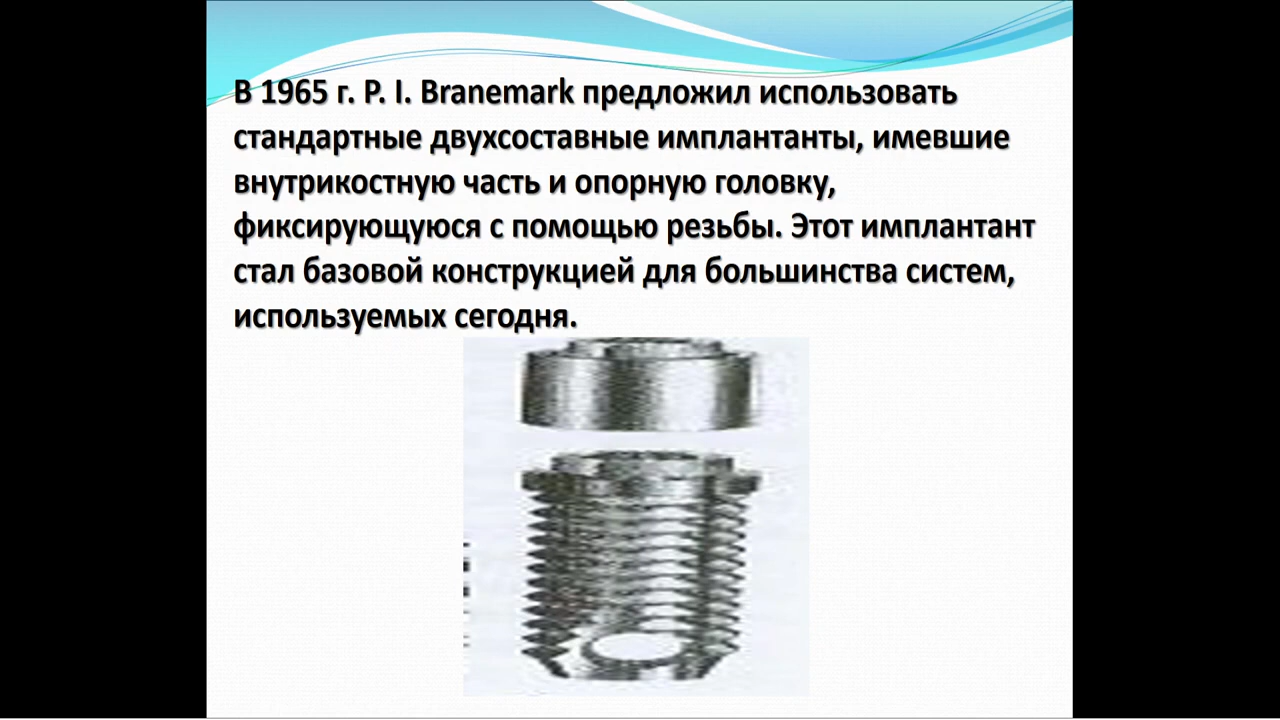 В 1965 г. P. I. Branemark предложил использовать
стандартные двухсоставные имплантанты, имевшие
внутрикостную часть и опорную головку,
фиксирующуюся с помощью резьбы. Этот имплантант
стал базовой конструкцией для большинства систем,
используемых сегодня.